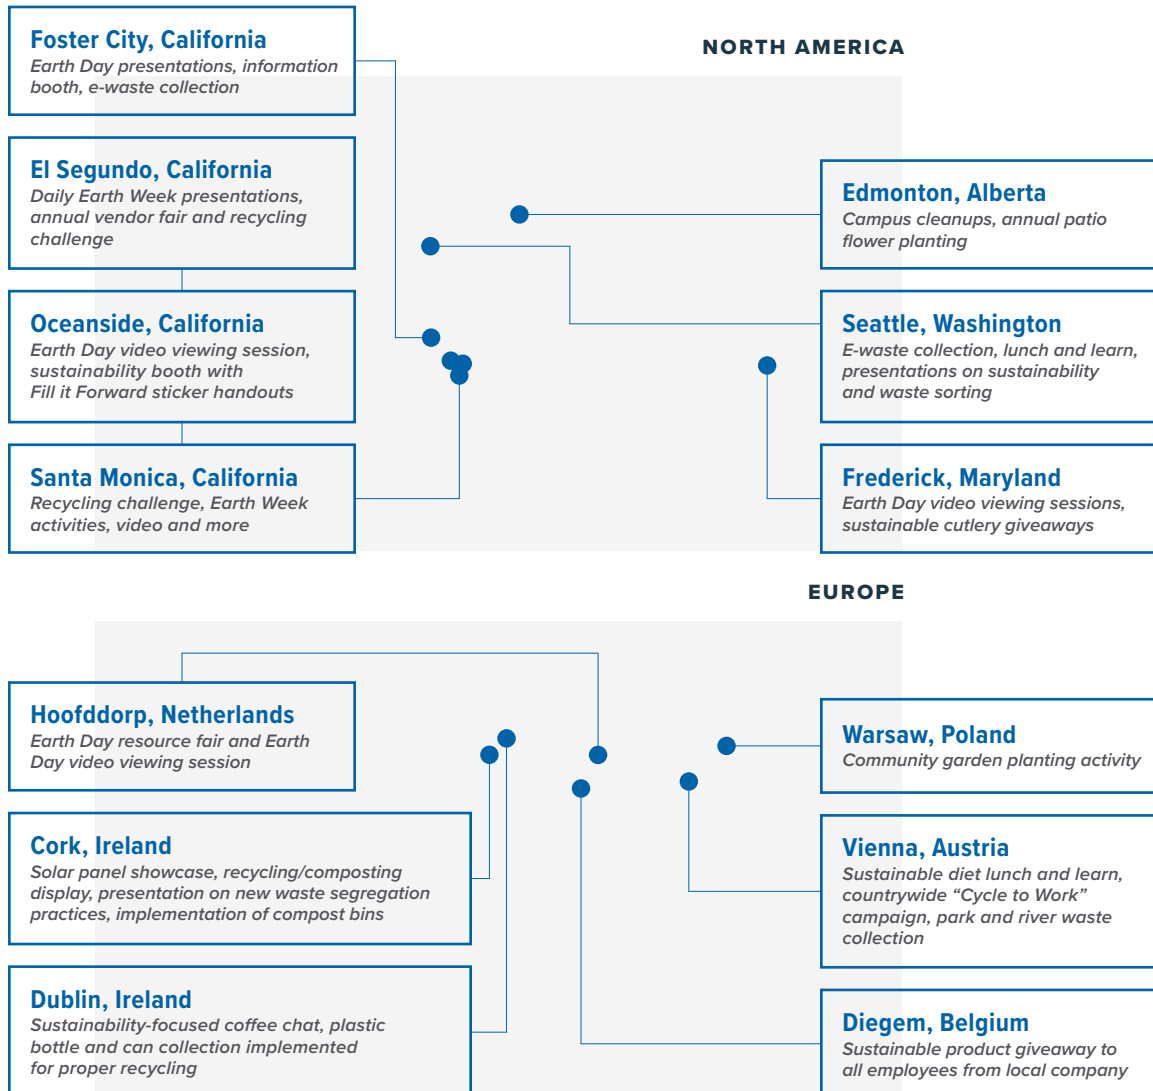 NORTH AMERICA
Foster City, California
Earth Day presentations, information
booth, e-waste collection
El Segundo, California
Daily Earth Week presentations,
annual vendor fair and recycling
challenge
Oceanside, California
Earth Day video viewing session,
sustainability booth with
Fill it Forward sticker handouts
Santa Monica, California
Recycling challenge, Earth Week
activities, video and more
Edmonton, Alberta
Campus cleanups, annual patio
flower planting
Seattle, Washington
E-waste collection, lunch and learn,
presentations on sustainability
and waste sorting
Frederick, Maryland
Earth Day video viewing sessions,
sustainable cutlery giveaways
EUROPE
Hoofddorp, Netherlands
Earth Day resource fair and Earth
Day video viewing session
Cork, Ireland
Solar panel showcase, recycling/composting
display, presentation on new waste segregation
practices, implementation of compost bins
Dublin, Ireland
Sustainability-focused coffee chat, plastic
bottle and can collection implemented
for proper recycling
Warsaw, Poland
Community garden planting activity
Vienna, Austria
Sustainable diet lunch and learn,
countrywide “Cycle to Work”
campaign, park and river waste
collection
Diegem, Belgium
Sustainable product giveaway to
all employees from local company